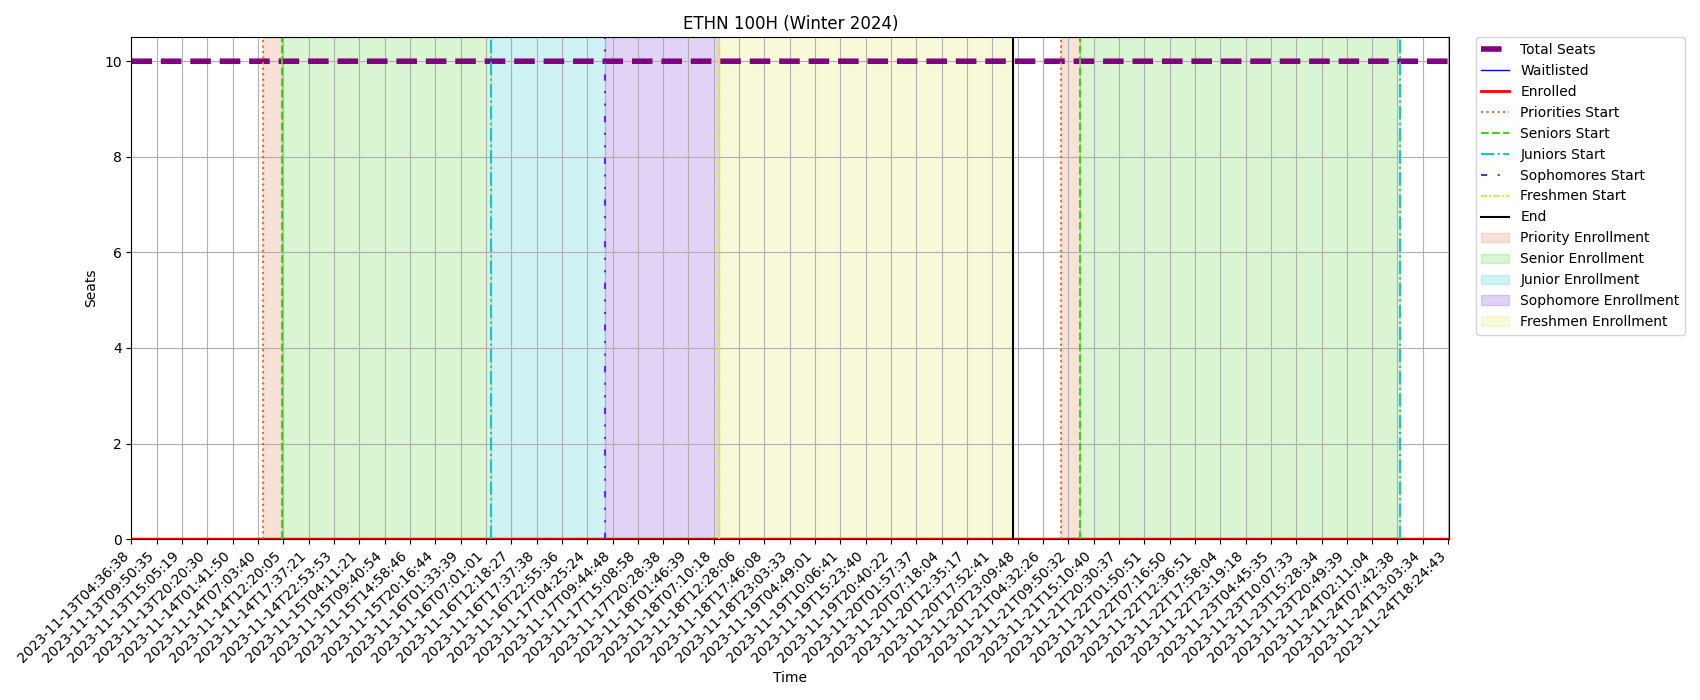 ETHN 100H (Winter 2024)
Seats
10
8
6
4
2
0
2023-11-13T04:36:38
2023-11-13T09:50:35
2023-11-13T15:05:19
2023-11-13T20:20:30
2023-11-14T01:41:50
2023-11-14T07:03:40
2023-11-14T12:20:05
2023-11-14T17:37:21
2023-11-14T22:53:53
2023-11-15T04:11:21
2023-11-15T09:40:54
2023-11-15T14:58:46
2023-11-15T20:16:44
2023-11-16T01:33:39
2023-11-16T07:01:01
2023-11-16T12:18:27
2023-11-16T17:37:38
2023-11-16T22:55:36
2023-11-17T04:25:24
2023-11-17T09:44:48
2023-11-17T15:08:58
2023-11-17T20:28:38
2023-11-18T01:46:39
2023-11-18T07:10:18
2023-11-18T12:28:06
2023-11-18T17:46:08
2023-11-18T23:03:33
2023-11-19T04:49:01
2023-11-19T10:06:41
2023-11-19T15:23:40
2023-11-19T20:40:22
2023-11-20T01:57:37
2023-11-20T07:18:04
2023-11-20T12:35:17
2023-11-20T17:52:41
2023-11-20T23:09:48
2023-11-21T04:32:26
2023-11-21T09:50:32
2023-11-21T15:10:40
2023-11-21T20:30:37
2023-11-22T01:50:51
2023-11-22T07:16:50
2023-11-22T12:36:51
2023-11-22T17:58:04
2023-11-22T23:19:18
2023-11-23T04:45:35
2023-11-23T10:07:33
2023-11-23T15:28:34
2023-11-23T20:49:39
2023-11-24T02:11:04
2023-11-24T07:42:38
2023-11-24T13:03:34
2023-11-24T18:24:43
Time
Total Seats
Waitlisted
Enrolled
Priorities Start
Seniors Start
Juniors Start
Sophomores Start
Freshmen Start
End
Priority Enrollment
Senior Enrollment
Junior Enrollment
Sophomore Enrollment
Freshmen Enrollment